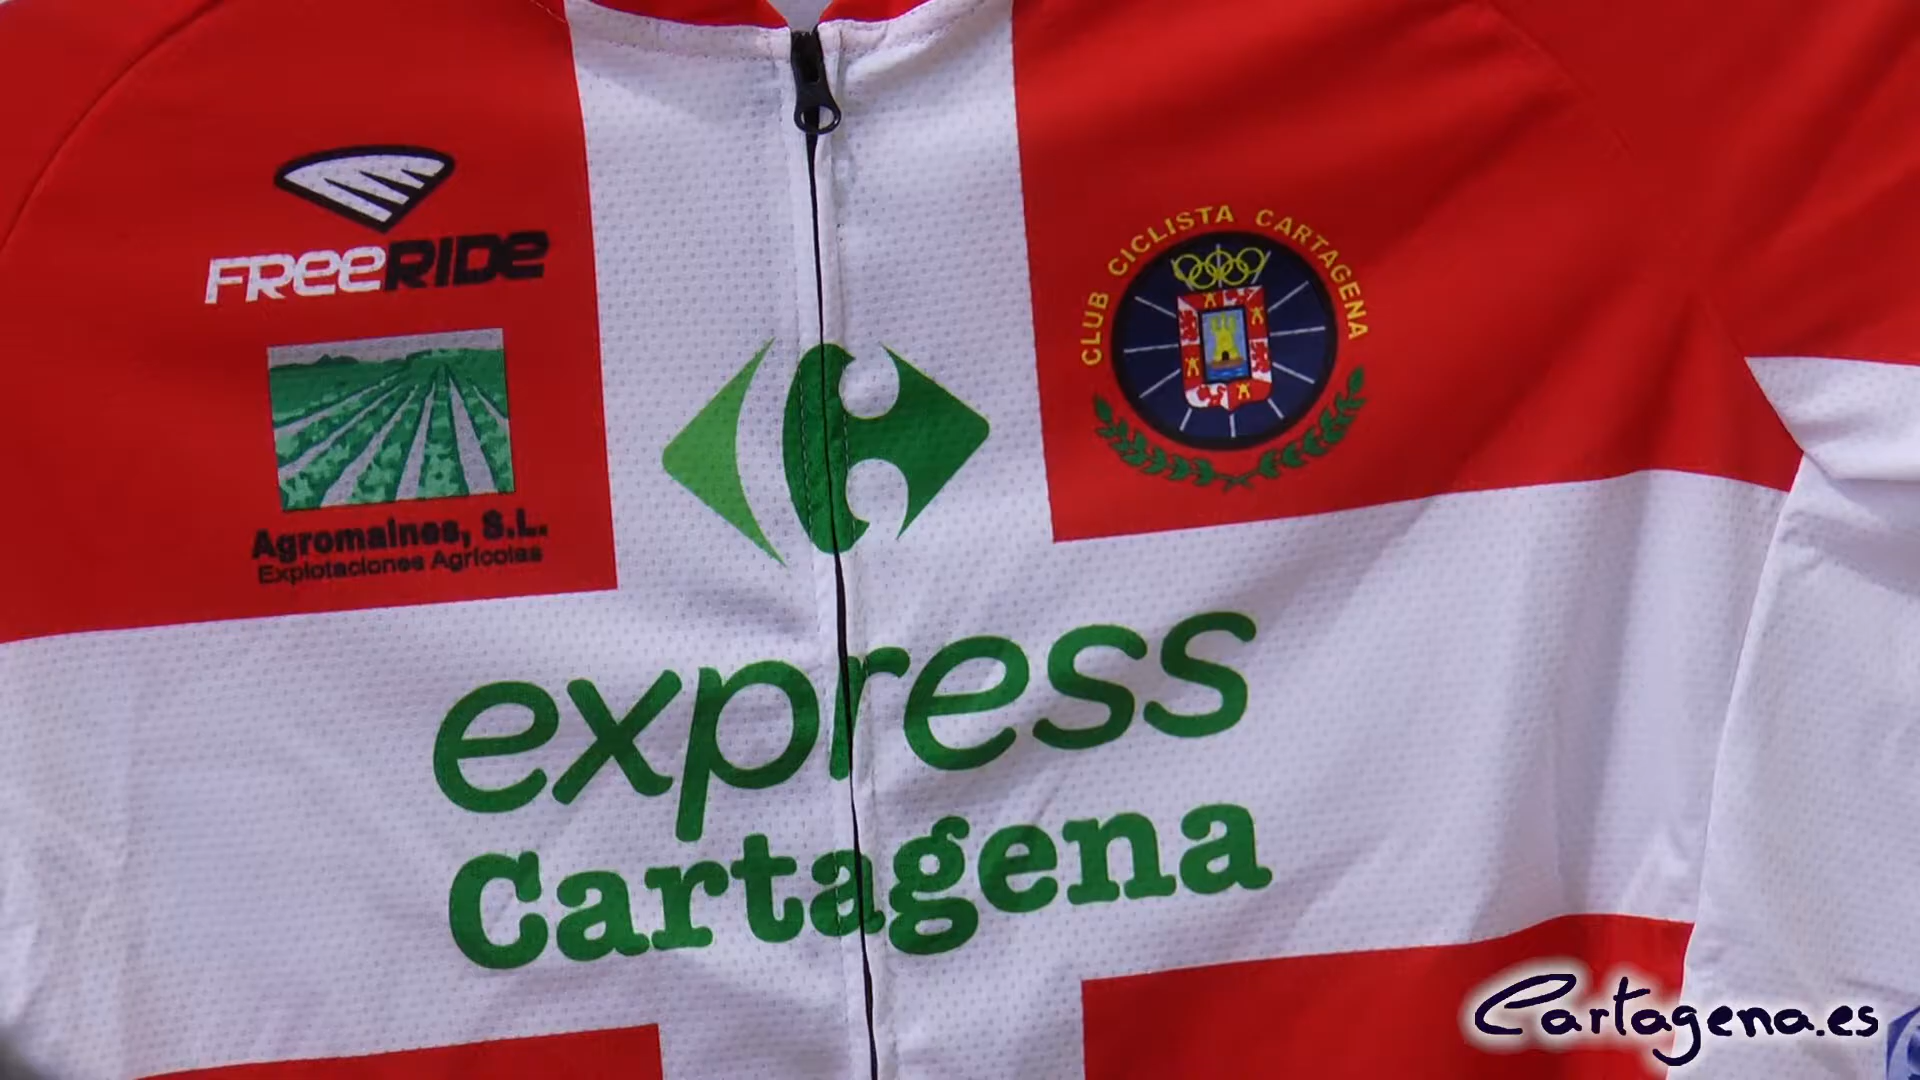 FREERIDE
Agromaines, S.L.
Explotaciones Agrícolas
CLUB CICLISTA CARTAGENA
express
Cartagena
Cartagena.es